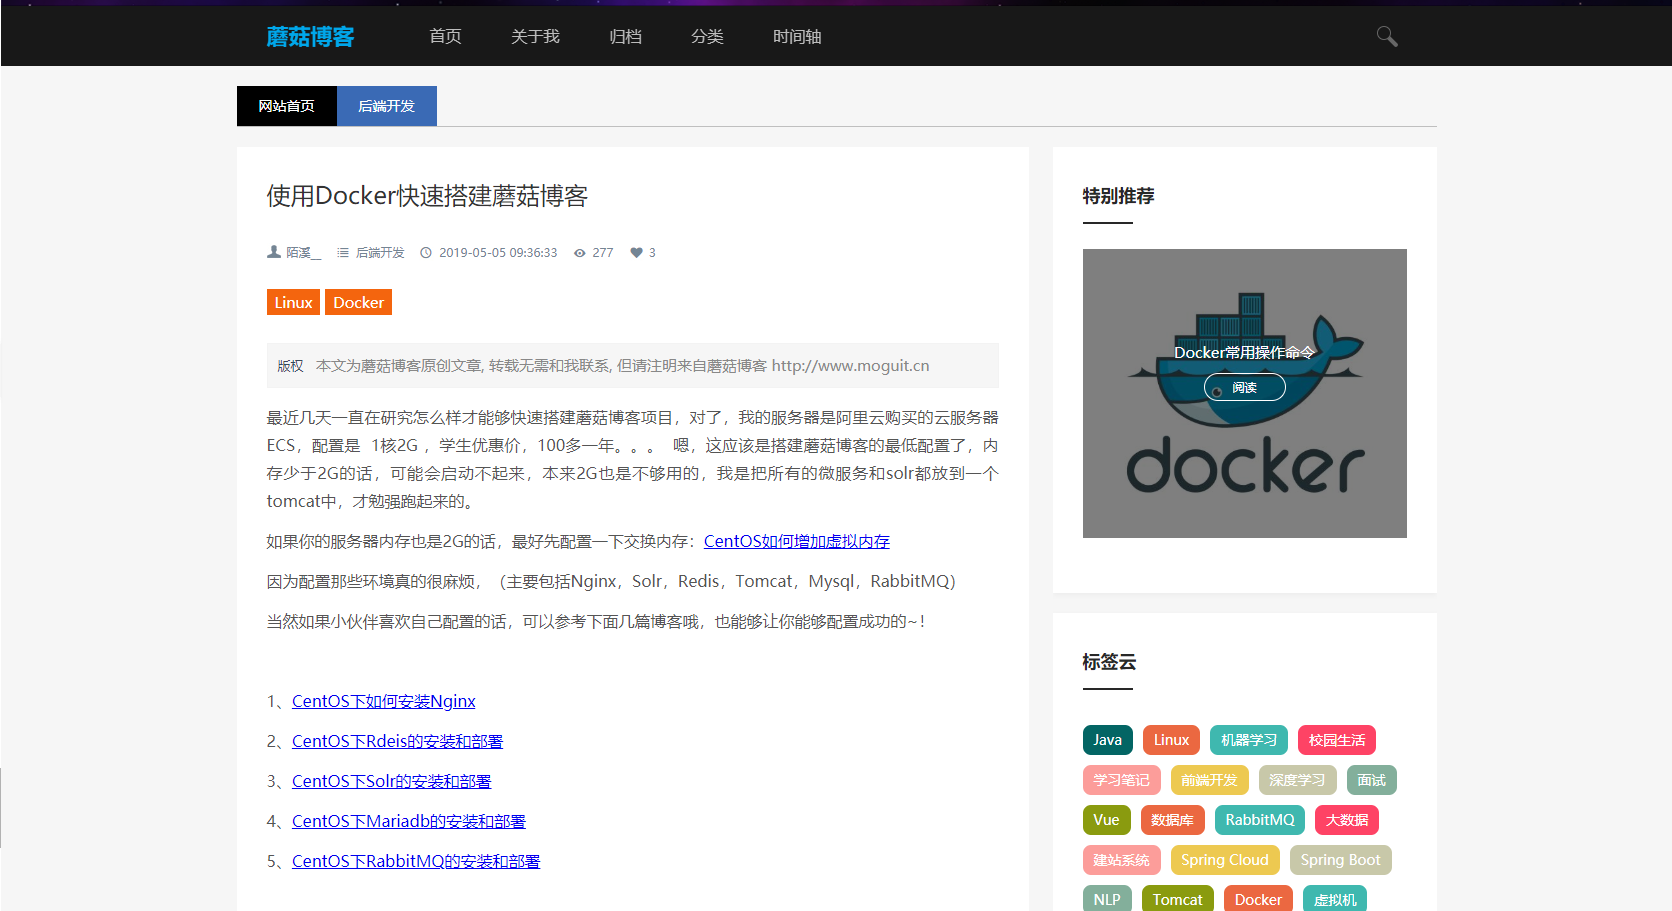 蘑菇博客 首页 关于我 归档 分类 时间轴
网站首页 后端开发
使用Docker快速搭建蘑菇博客
陌溪__ 后端开发 2019-05-05 09:36:33 277 3
Linux Docker
版权 本文为蘑菇博客原创文章, 转载无需和我联系, 但请注明来自蘑菇博客 http://www.moguit.cn
最近几天一直在研究怎么样才能够快速搭建蘑菇博客项目，对了，我的服务器是阿里云购买的云服务器
ECS，配置是 1核2G ，学生优惠价，100多一年。。。 嗯，这应该是搭建蘑菇博客的最低配置了，内
存少于2G的话，可能会启动不起来，本来2G也是不够用的，我是把所有的微服务和solr都放到一个
tomcat中，才勉强跑起来的。
如果你的服务器内存也是2G的话，最好先配置一下交换内存：CentOS如何增加虚拟内存
因为配置那些环境真的很麻烦，（主要包括Nginx，Solr，Redis，Tomcat，Mysql，RabbitMQ）
当然如果小伙伴喜欢自己配置的话，可以参考下面几篇博客哦，也能够让你能够配置成功的~！
1、CentOS下如何安装Nginx
2、CentOS下Rdeis的安装和部署
3、CentOS下Solr的安装和部署
4、CentOS下Mariadb的安装和部署
5、CentOS下RabbitMQ的安装和部署
特别推荐
Docker常用操作命令
阅读
docker
标签云
Java Linux 机器学习 校园生活
学习笔记 前端开发 深度学习 面试
Vue 数据库 RabbitMQ 大数据
建站系统 Spring Cloud Spring Boot
NLP Tomcat Docker 虚拟机